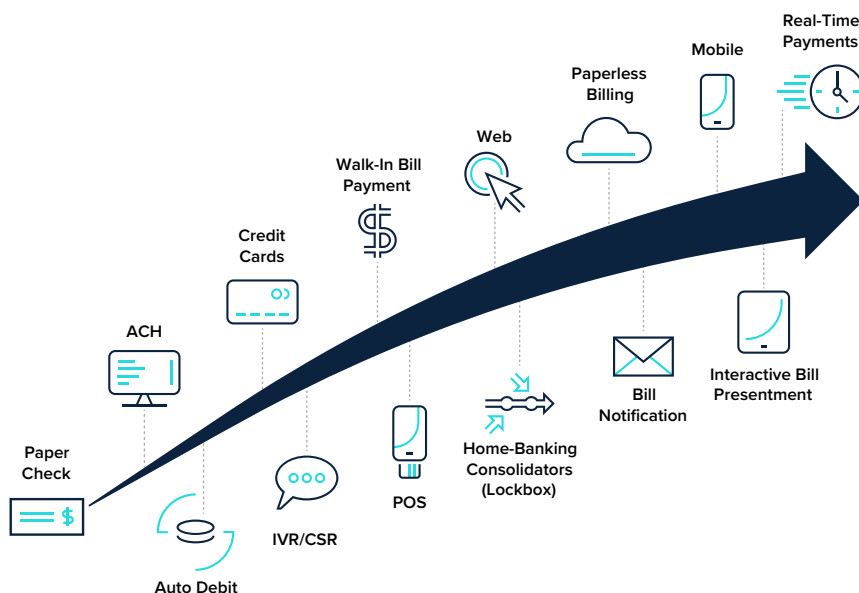 Real-Time
Payments
Mobile
Paperless
Billing
Web
Walk-In Bill
Payment
Credit
Cards
ACH
Paper
Check
$
Auto Debit
IVR/CSR
POS
Home-Banking
Consolidators
(Lockbox)
Bill
Notification
Interactive Bill
Presentment